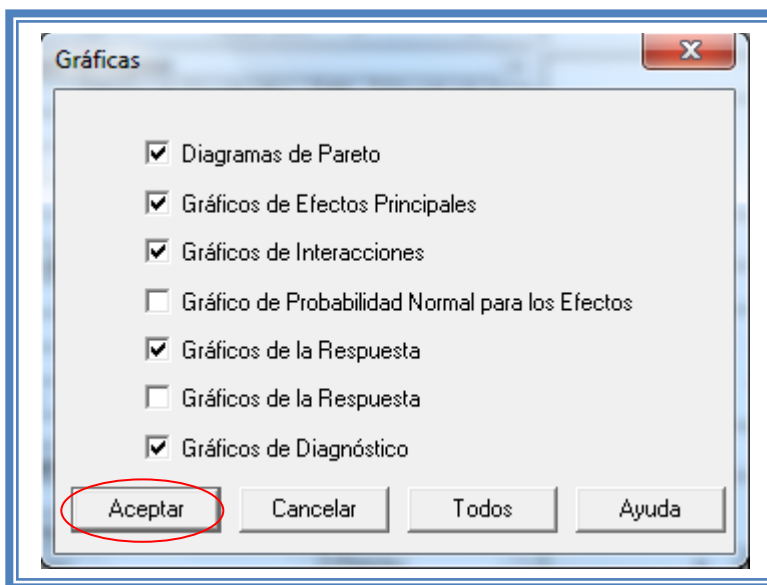 Gráficas
Diagramas de Pareto
Gráficos de Efectos Principales
Gráficos de Interacciones
Gráfico de Probabilidad Normal para los Efectos
Gráficos de la Respuesta
Gráficos de la Respuesta
Gráficos de Diagnóstico
Aceptar Cancelar Todos Ayuda